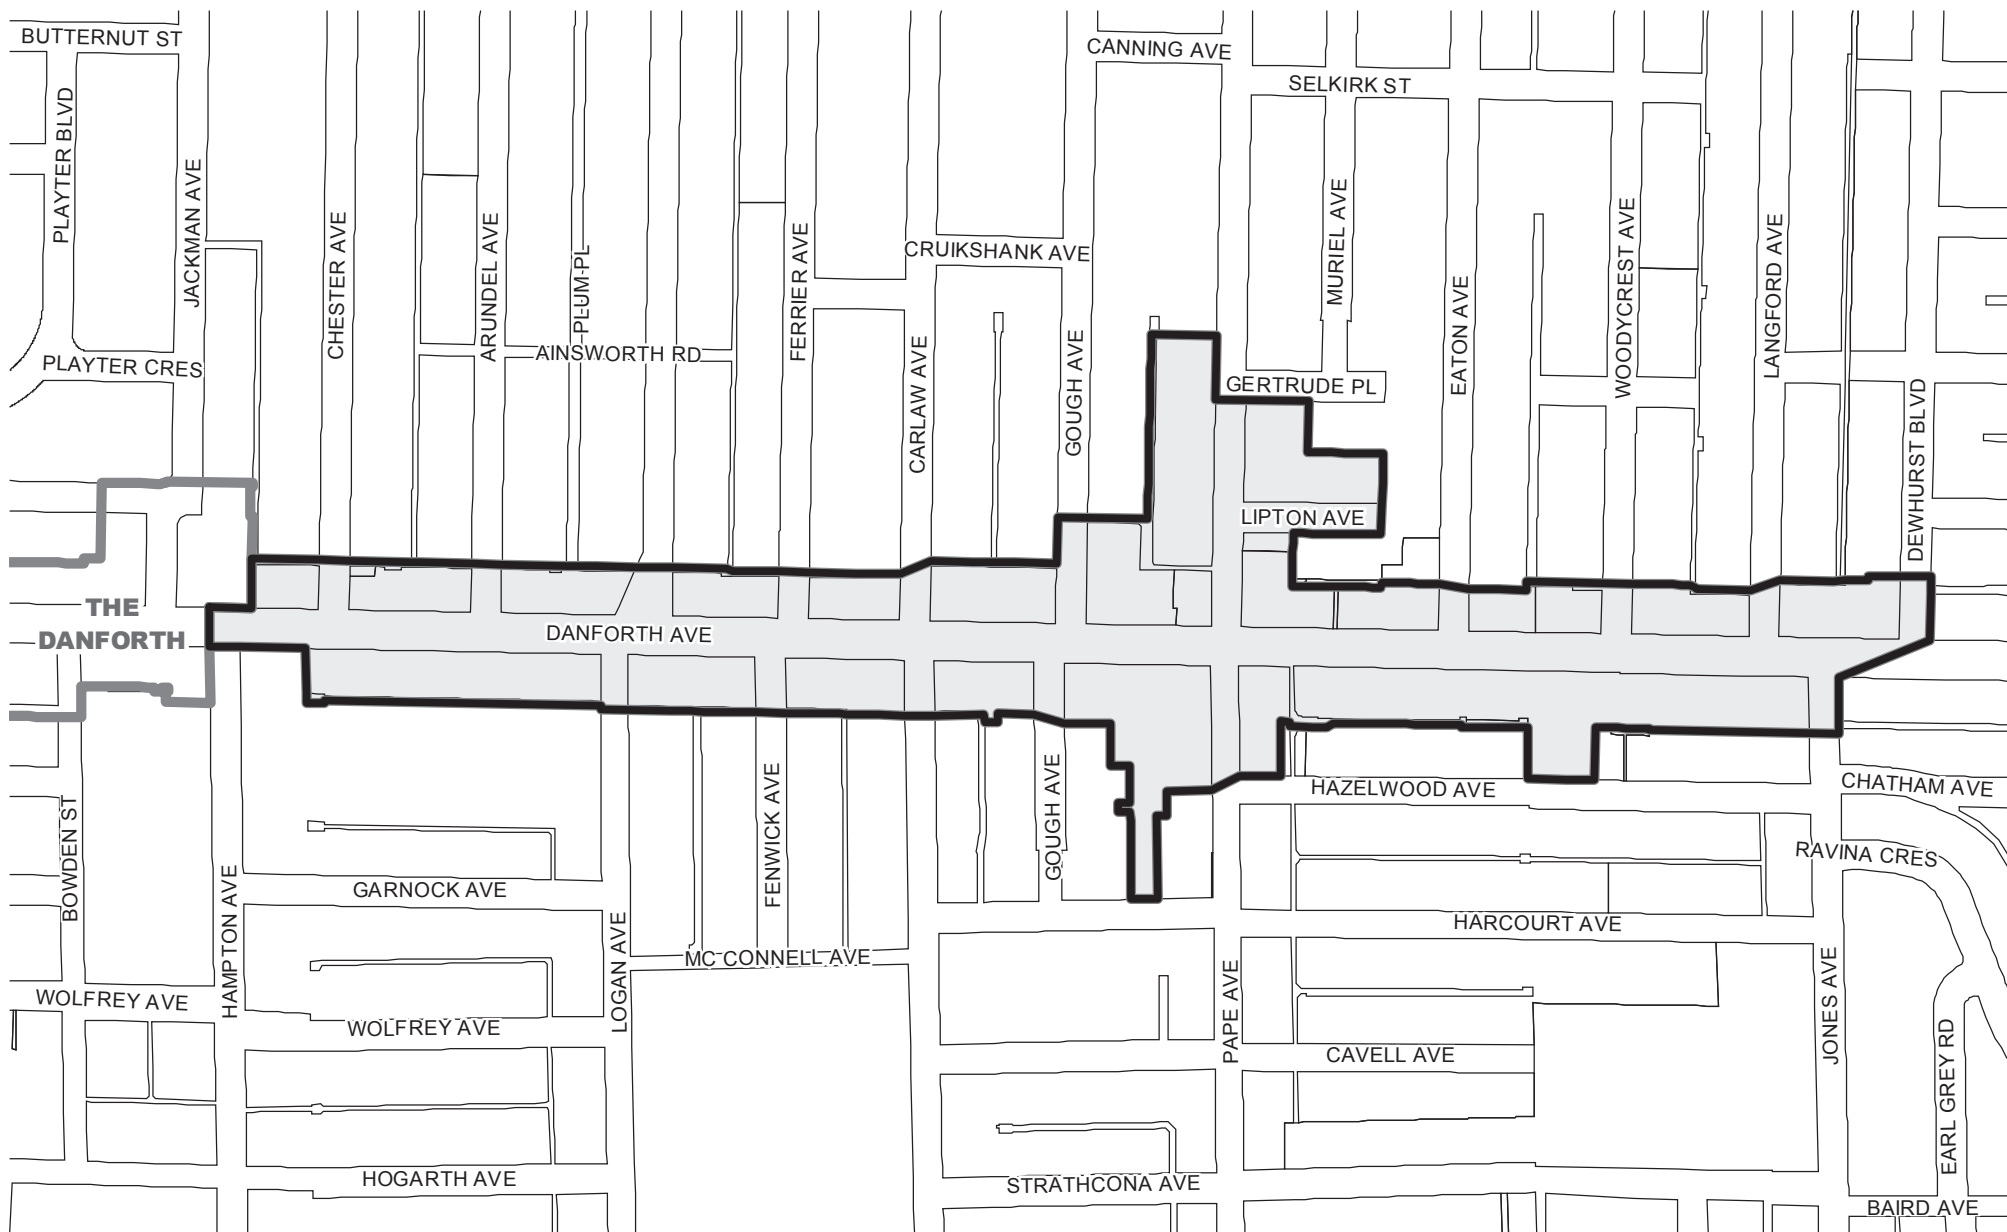 BUTTERNUT ST
CANNING AVE
SELKIRK ST
PLAYTER BLVD
JACKMAN AVE
CHESTER AVE
ARUNDEL AVE
PLUM PL
FERRIER AVE
CRUIKSHANK AVE
MURIEL AVE
WOODYCREST AVE
LANGFORD AVE
EATON AVE
PLAYTER CRES
AINSWORTH RD
CARLAW AVE
GOUGH AVE
GERTRUDE PL
DEWHURST BLVD
LIPTON AVE
THE
DANFORTH
DANFORTH AVE
BOWDEN ST
FENWICK AVE
GOUGH AVE
HAZELWOOD AVE
CHATHAM AVE
RAVINA CRES
HAMPTON AVE
GARNOCK AVE
LOGAN AVE
HARCOURT AVE
MC CONNELL AVE
WOLFREY AVE
WOLFREY AVE
PAPE AVE
CAVELL AVE
JONES AVE
EARL GREY RD
HOGARTH AVE
STRATHCONA AVE
BAIRD AVE